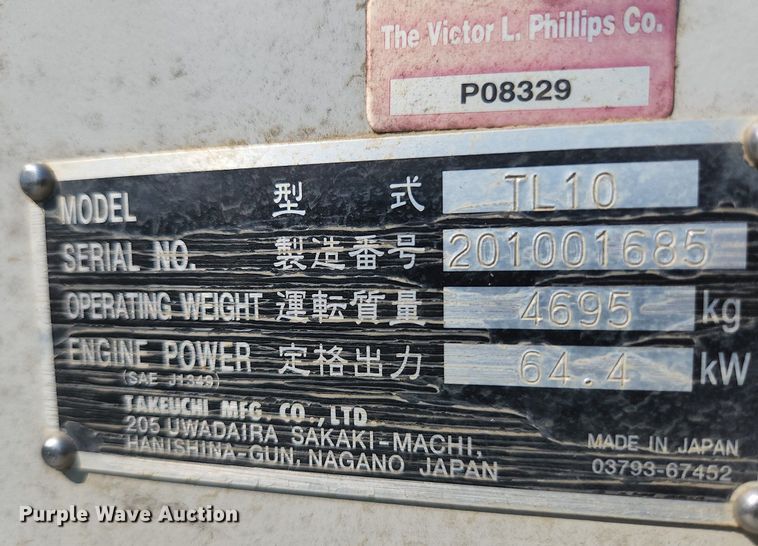 The Victor L. Phillips Co.
P08329
MODEL 型式 TL10
SERIAL NO. 製造番号 201001685
OPERATING WEIGHT 運転質量 4695 kg
ENGINE POWER 定格出力 64.4 kW
(SAE J1349)
TAKEUCHI MFG. CO., LTD.
205 UWADAIRA SAKAKI-MACHI,
HANISHINA-GUN, NAGANO JAPAN
MADE IN JAPAN
03793-67452
Purple Wave Auction